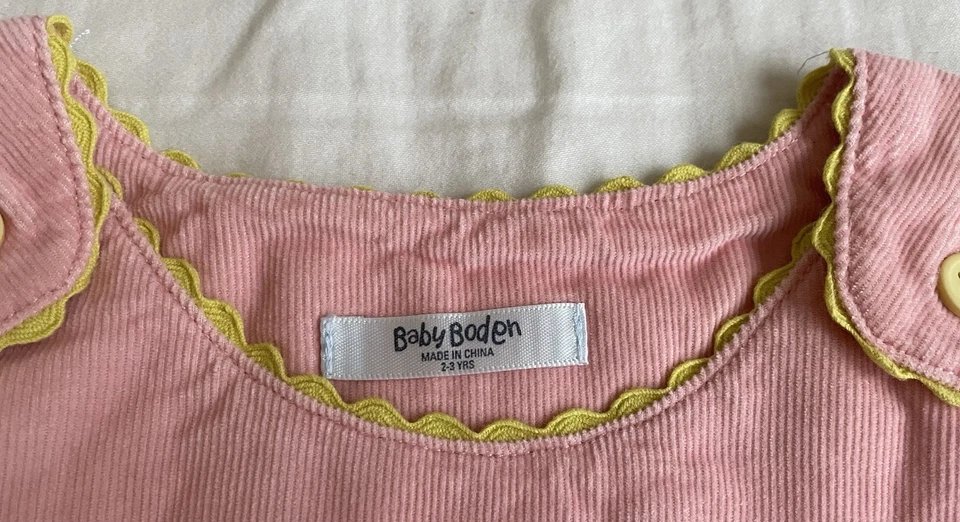 Baby Boden
MADE IN CHINA
2-3 YRS